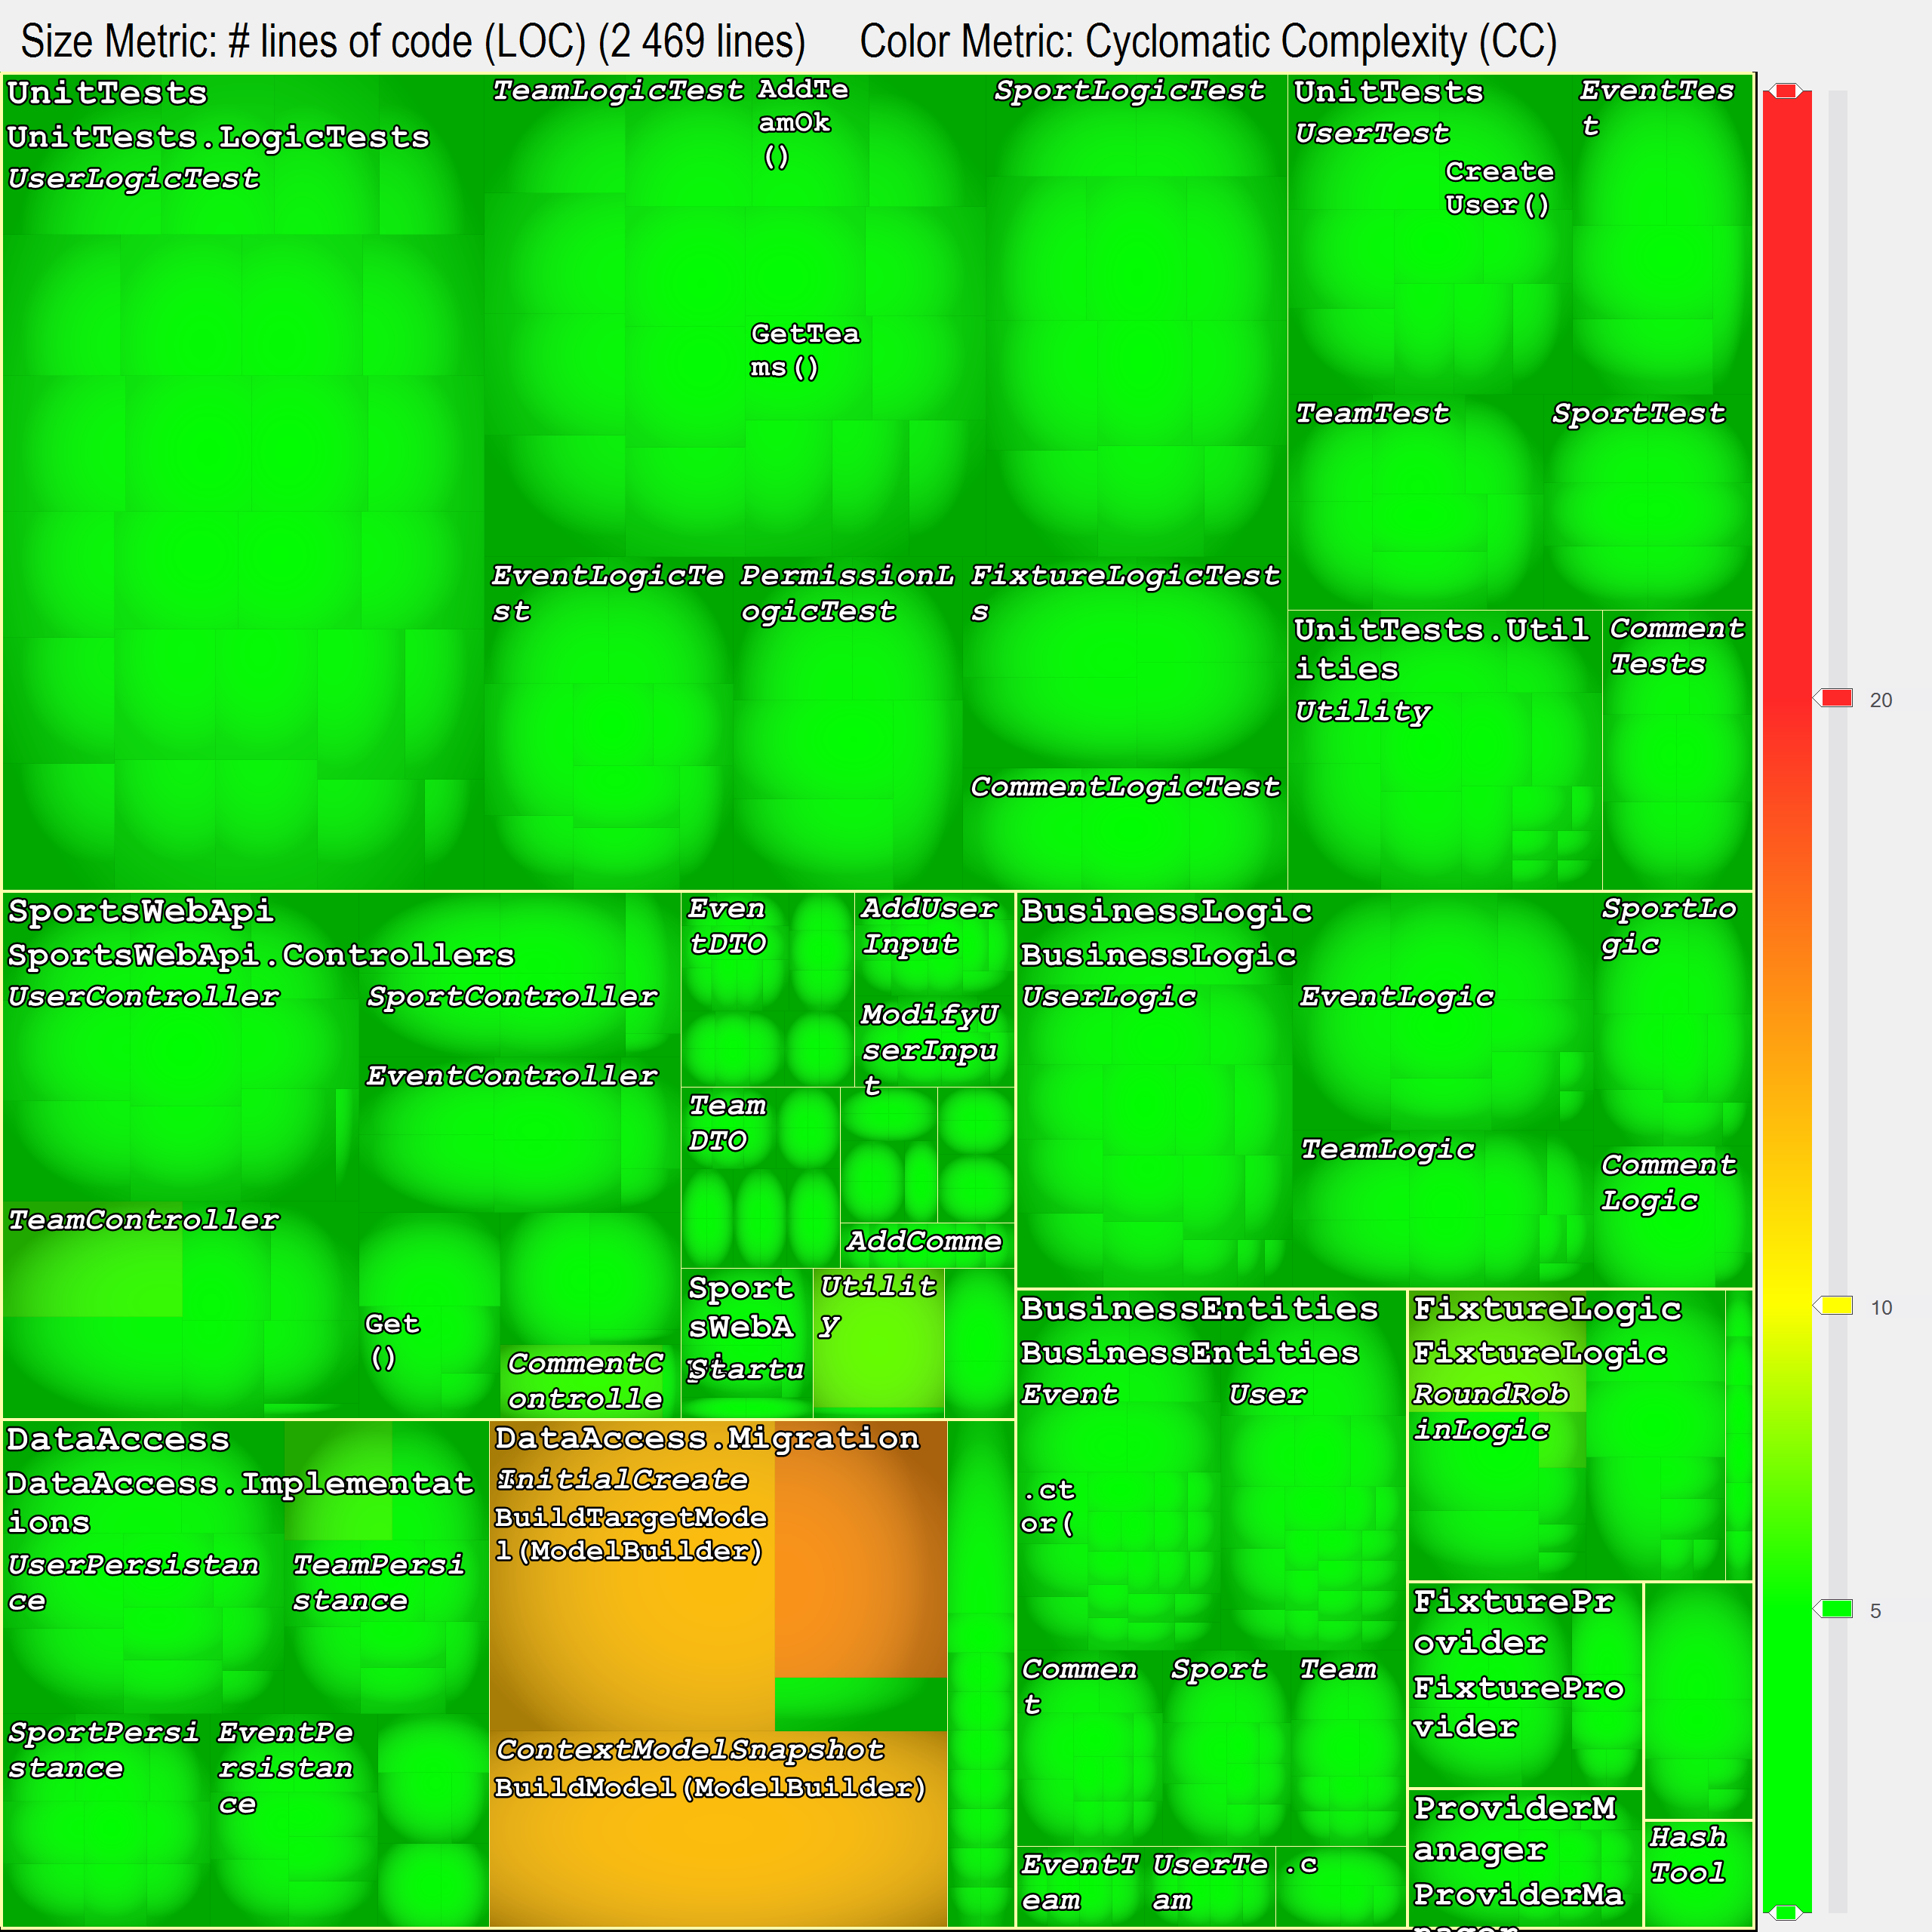 Size Metric: # lines of code (LOC) (2 469 lines)     Color Metric: Cyclomatic Complexity (CC)
UnitTests
UnitTests.LogicTests
UserLogicTest
TeamLogicTest
AddTe
amOk
()
GetTea
ms()
SportLogicTest
EventLogicTe
st
PermissionL
ogicTest
FixtureLogicTest
s
CommentLogicTest
UnitTests
UserTest
Create
User()
EventTes
t
TeamTest
SportTest
UnitTests.Util
ities
Utility
Comment
Tests
20
10
5
SportsWebApi
SportsWebApi.Controllers
UserController
SportController
EventController
TeamController
Get
()
CommentC
ontrolle
Even
tDTO
AddUser
Input
ModifyU
serInpu
t
Team
DTO
AddComme
Sport
sWebA
Startu
Utilit
y
BusinessLogic
BusinessLogic
UserLogic
EventLogic
TeamLogic
SportLo
gic
Comment
Logic
DataAccess
DataAccess.Implementat
ions
UserPersistan
ce
TeamPersi
stance
SportPersi
stance
EventPe
rsistan
ce
DataAccess.Migration
InitialCreate
BuildTargetMode
l(ModelBuilder)
ContextModelSnapshot
BuildModel(ModelBuilder)
BusinessEntities
BusinessEntities
Event
User
.ct
or(
Commen
t
Sport
Team
EventT
eam
UserTe
am
.c
FixtureLogic
FixtureLogic
RoundRob
inLogic
FixturePr
ovider
FixturePro
vider
ProviderM
anager
ProviderMa
Hash
Tool